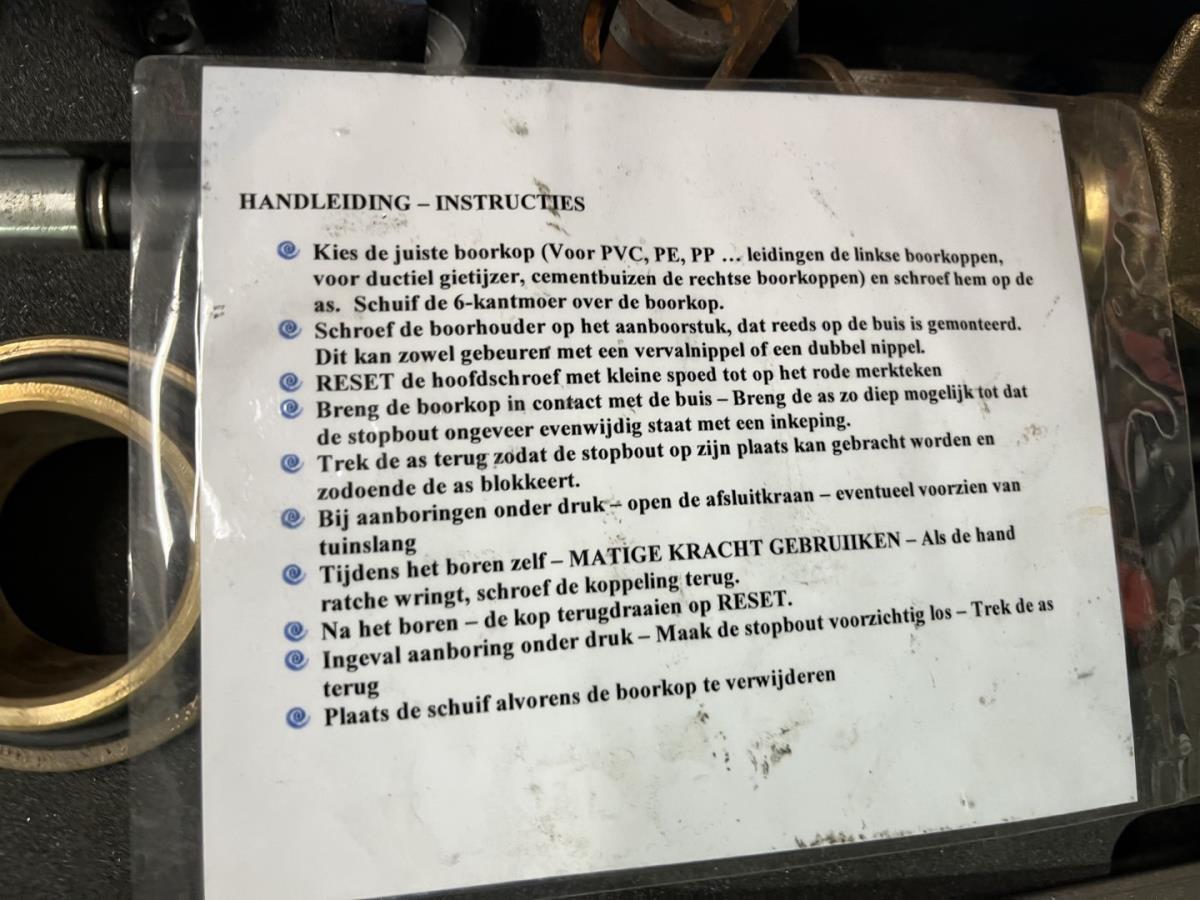 HANDLEIDING – INSTRUCTIES
Kies de juiste boorkop (Voor PVC, PE, PP … leidingen de linkse boorkoppen,
voor ductiel gietijzer, cementbuizen de rechtse boorkoppen) en schroef hem op de
as. Schuif de 6-kantmoer over de boorkop.
Schroef de boorhouder op het aanboorstuk, dat reeds op de buis is gemonteerd.
Dit kan zowel gebeuren met een vervalnippel of een dubbel nippel.
RESET de hoofdschroef met kleine spoed tot op het rode merkteken
Breng de boorkop in contact met de buis – Breng de as zo diep mogelijk tot dat
de stopbout ongeveer evenwijdig staat met een inkeping.
Trek de as terug zodat de stopbout op zijn plaats kan gebracht worden en
zodoende de as blokkeert.
Bij aanboringen onder druk – open de afsluitkraan – eventueel voorzien van
tuinslang
Tijdens het boren zelf – MATIGE KRACHT GEBRUIIKEN – Als de hand
ratche wringt, schroef de koppeling terug.
Na het boren – de kop terugdraaien op RESET.
Ingeval aanboring onder druk – Maak de stopbout voorzichtig los – Trek de as
terug
Plaats de schuif alvorens de boorkop te verwijderen